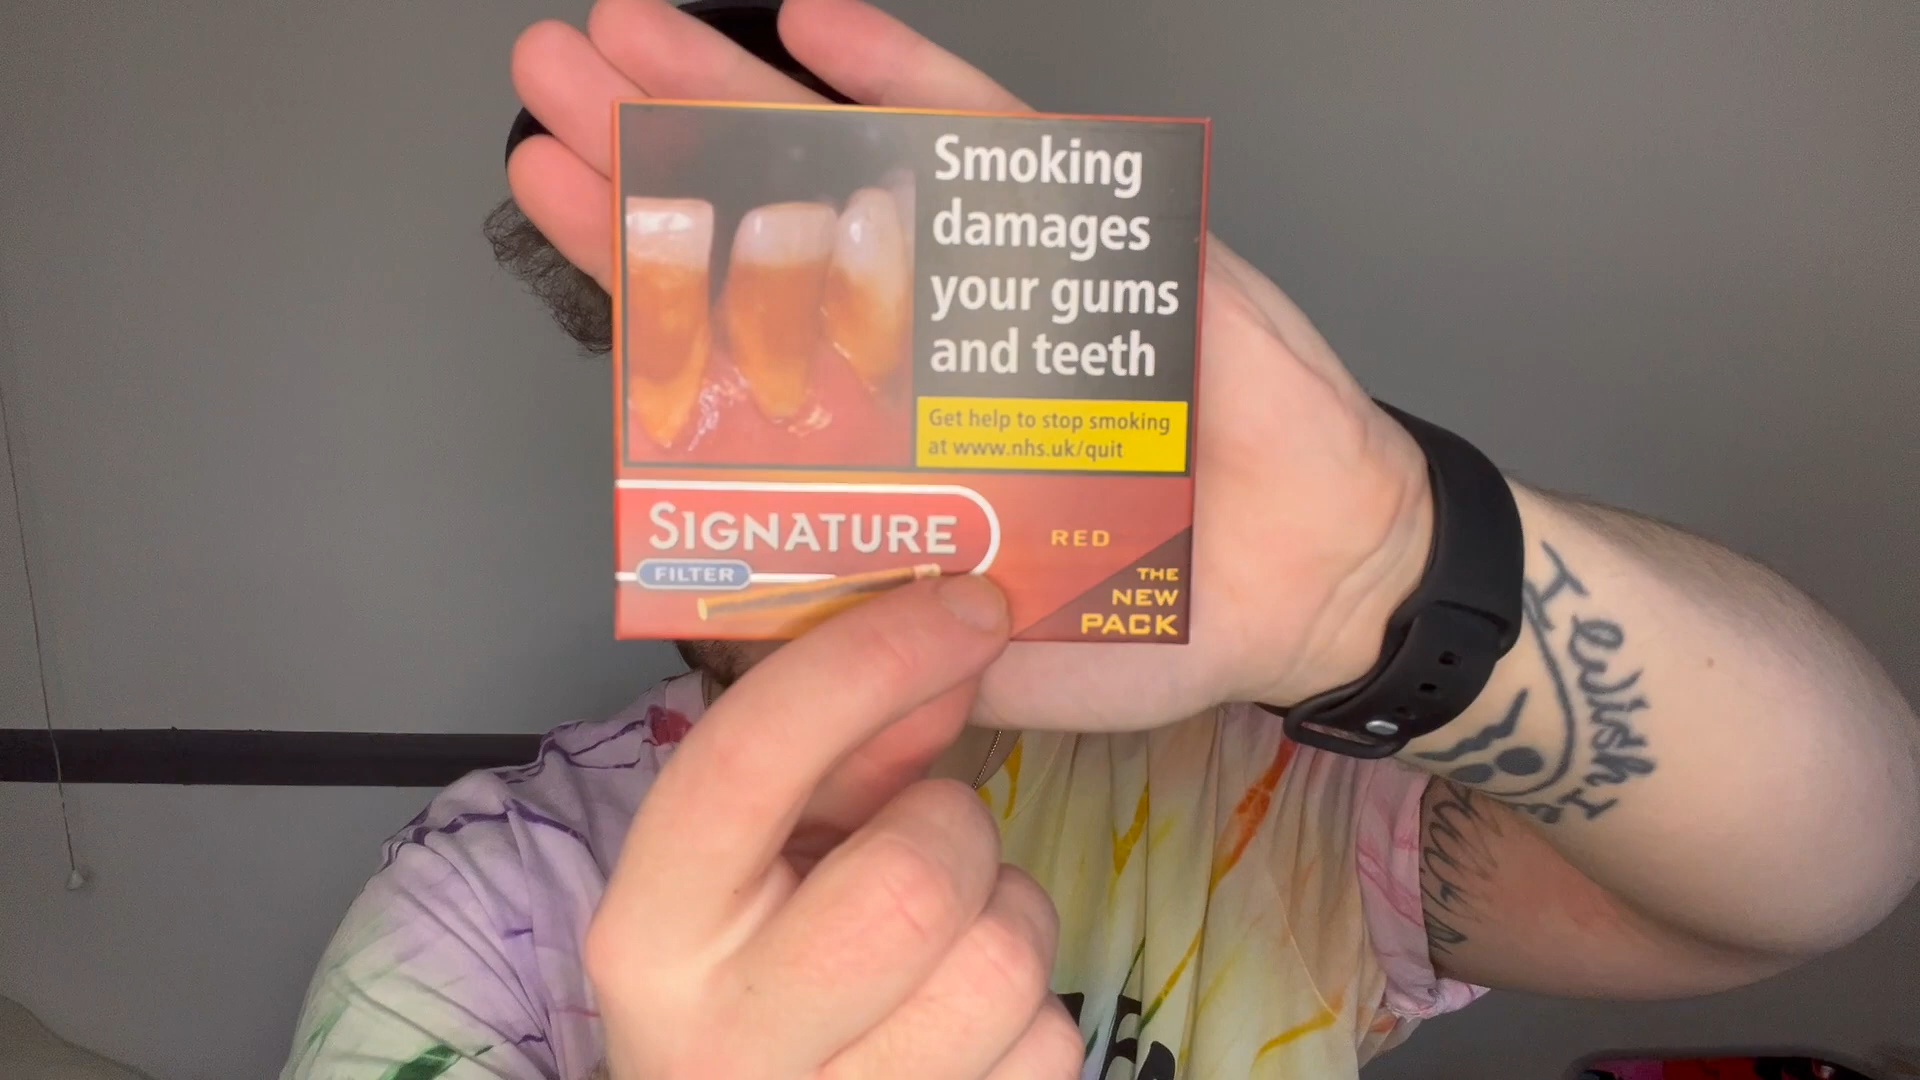 Smoking
damages
your gums
and teeth
Get help to stop smoking
at www.nhs.uk/quit
SIGNATURE
FILTER
RED
THE
NEW
PACK
I wish I